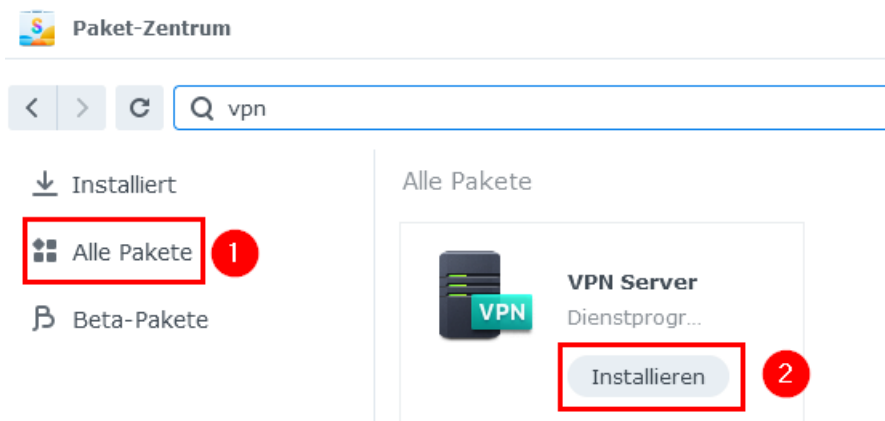 Paket-Zentrum
vpn
Installiert
Alle Pakete
1
Beta-Pakete
Alle Pakete
VPN
VPN Server
Dienstprogr...
Installieren
2